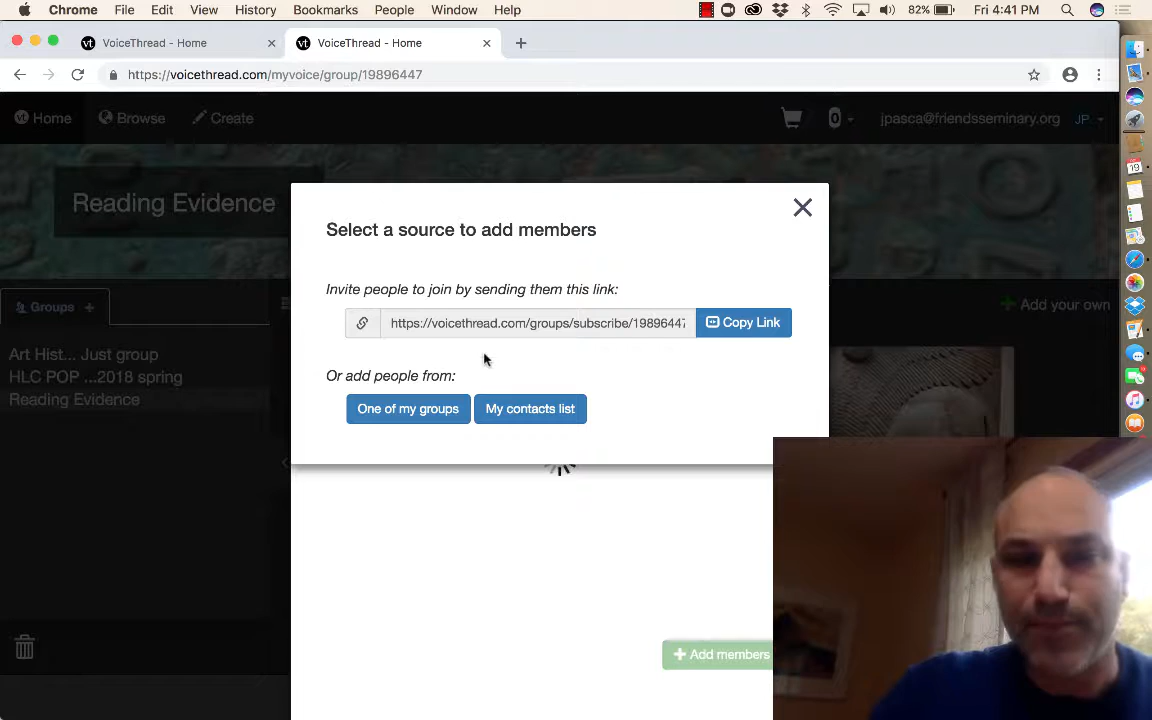 Chrome File Edit View History Bookmarks People Window Help 82% Fri 4:41 PM
VoiceThread - Home VoiceThread - Home
https://voicethread.com/myvoice/group/19896447
Home Browse Create 0 jpasca@friendsseminary.org JP
Reading Evidence
Select a source to add members
Invite people to join by sending them this link:
https://voicethread.com/groups/subscribe/19896447 Copy Link
Groups + Add your own
Art Hist... Just group
HLC POP ...2018 spring
Reading Evidence
Or add people from:
One of my groups My contacts list
Add members